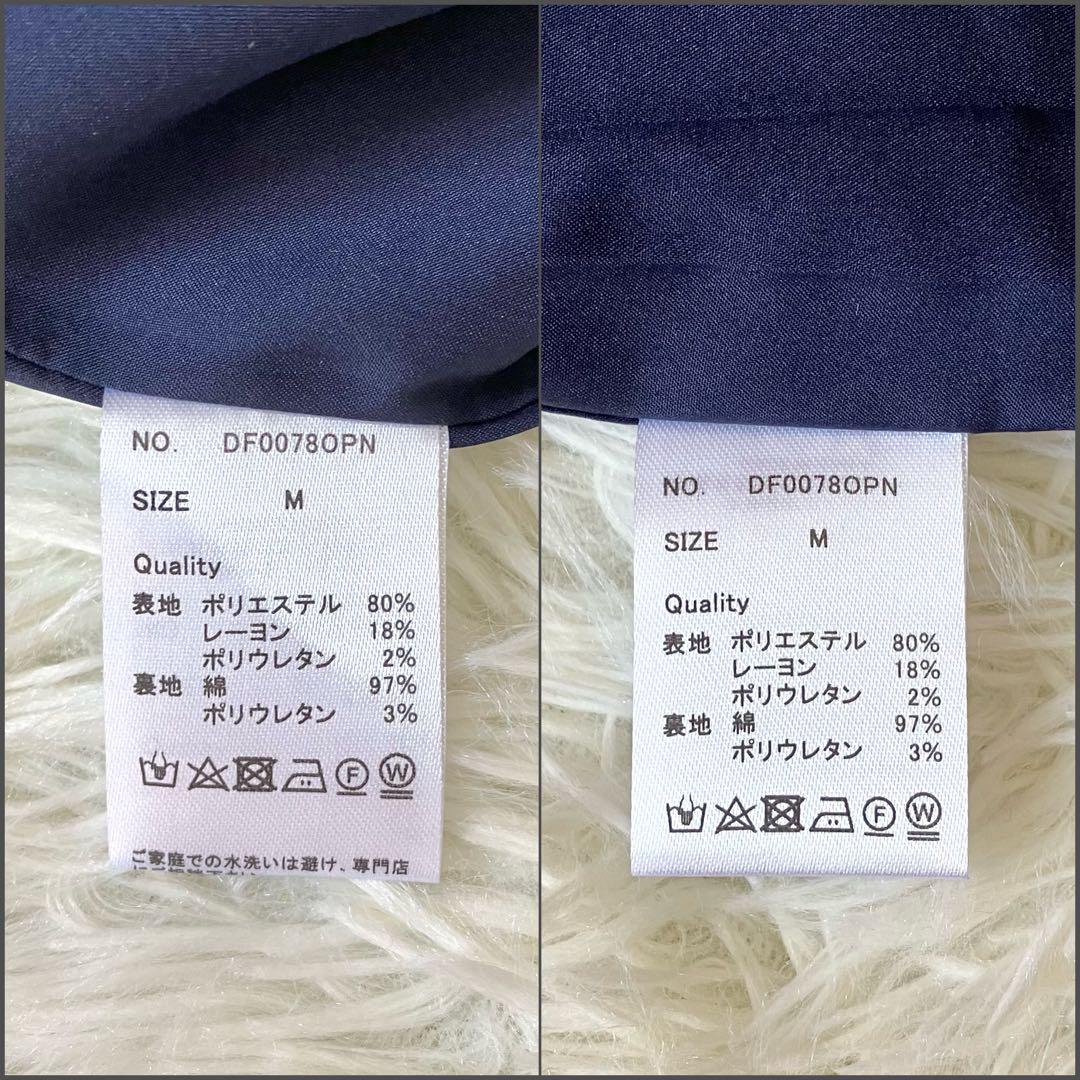 NO. DF0078OPN
SIZE M
Quality
表地 ポリエステル 80%
レーヨン 18%
ポリウレタン 2%
裏地 綿 97%
ポリウレタン 3%
F W
ご家庭での水洗いは避け、専門店
NO. DF0078OPN
SIZE M
Quality
表地 ポリエステル 80%
レーヨン 18%
ポリウレタン 2%
裏地 綿 97%
ポリウレタン 3%
F W